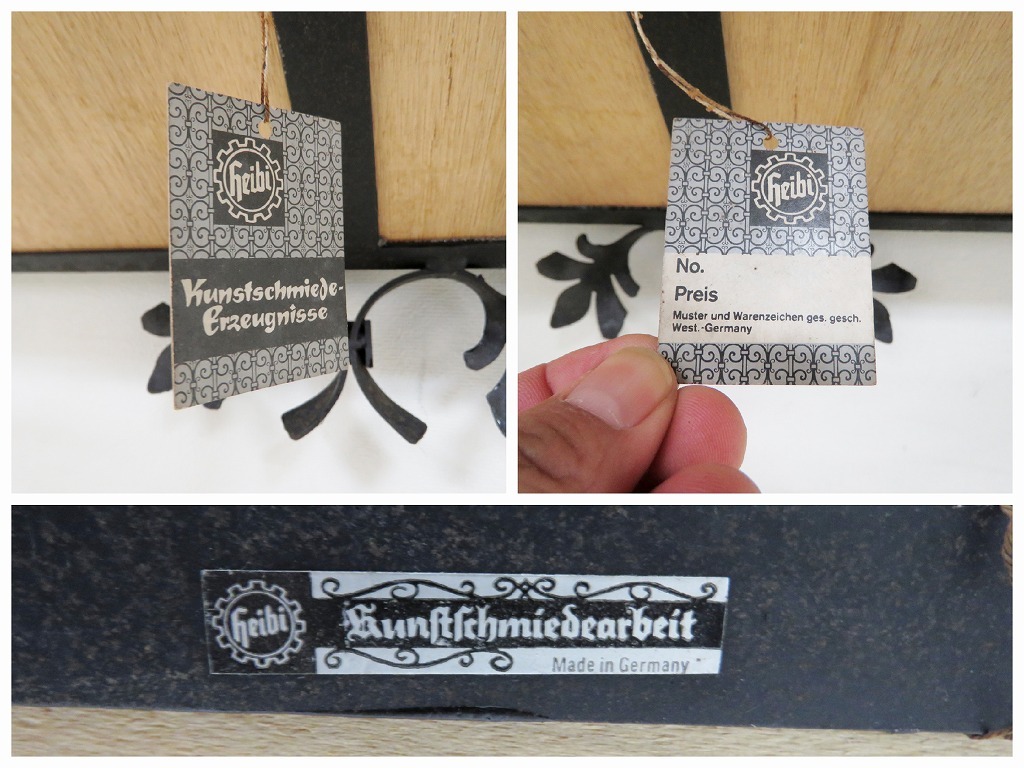 heibi
Kunstschmiede-
Erzeugnisse
heibi
No.
Preis
Muster und Warenzeichen ges. gesch.
West.-Germany
heibi
Kunſtſchmiedearbeit
Made in Germany